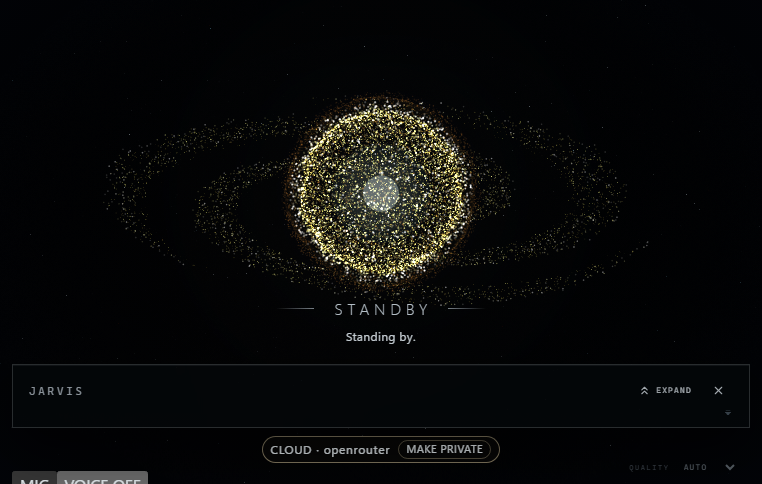 STANDBY
Standing by.
JARVIS
EXPAND
CLOUD · openrouter MAKE PRIVATE
QUALITY AUTO
MIC VOICE OFF